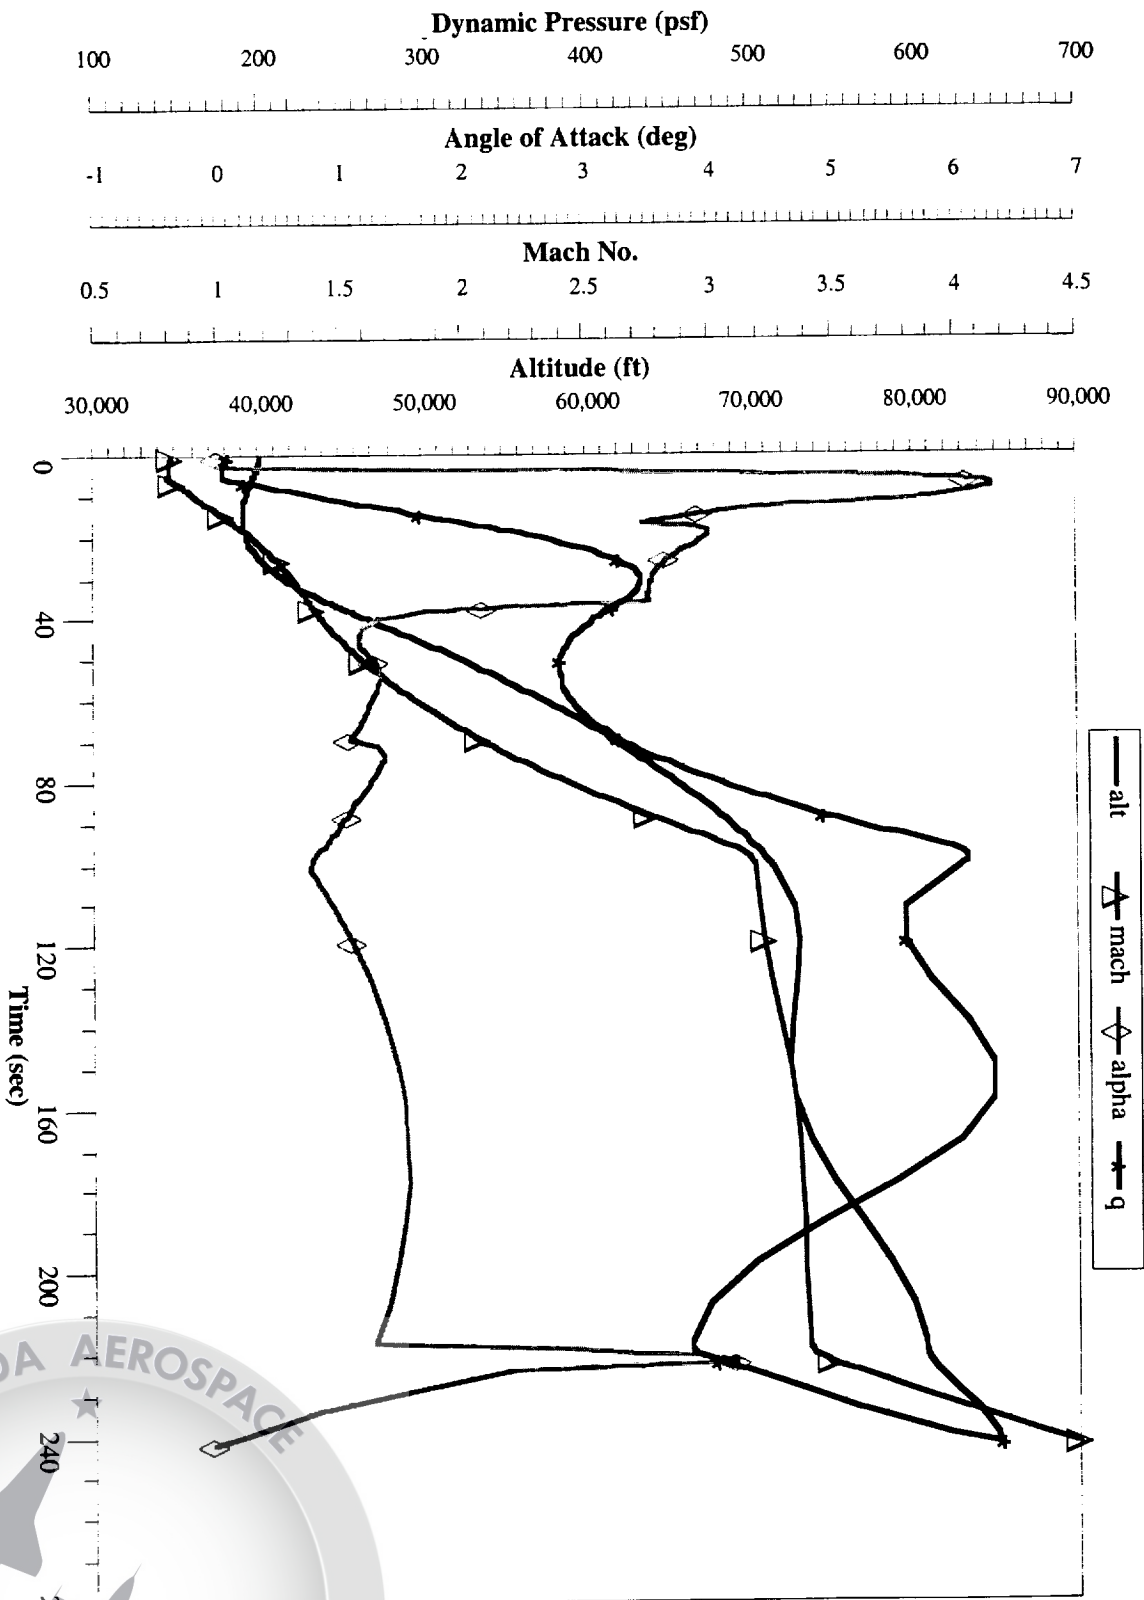 Dynamic Pressure (psf)
100 200 300 400 500 600 700
Angle of Attack (deg)
-1 0 1 2 3 4 5 6 7
Mach No.
0.5 1 1.5 2 2.5 3 3.5 4 4.5
Altitude (ft)
30,000 40,000 50,000 60,000 70,000 80,000 90,000
0 40 80 120 160 200 240
Time (sec)
alt mach alpha q
DA AEROSPACE